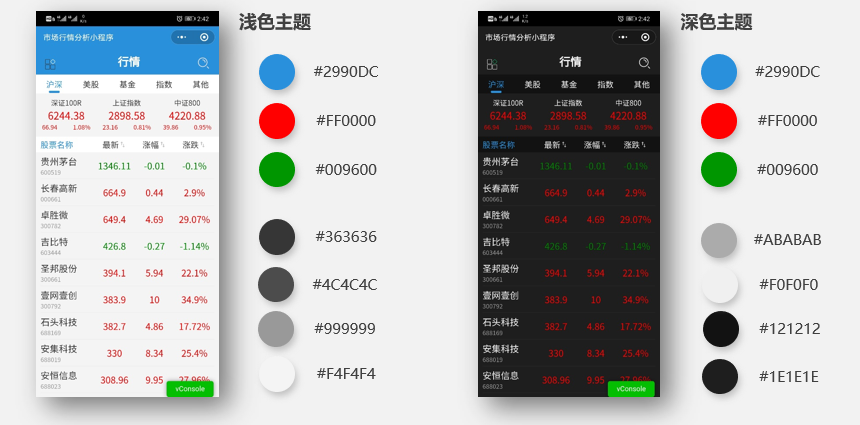 浅色主题
2:42
市场行情分析小程序
行情
沪深 美股 基金 指数 其他
深证100R 上证指数 中证800
6244.38 2898.58 4220.88
66.94 1.08% 23.16 0.81% 39.86 0.95%
股票名称 最新 涨幅 涨跌
贵州茅台 1346.11 -0.01 -0.1%
600519
长春高新 664.9 0.44 2.9%
000661
卓胜微 649.4 4.69 29.07%
300782
吉比特 426.8 -0.27 -1.14%
603444
圣邦股份 394.1 5.94 22.1%
300661
壹网壹创 383.9 10 34.9%
300792
石头科技 382.7 4.86 17.72%
688169
安集科技 330 8.34 25.4%
688019
安恒信息 308.96 9.95 27.96%
688023
vConsole
#2990DC
#FF0000
#009600
#363636
#4C4C4C
#999999
#F4F4F4
深色主题
2:42
市场行情分析小程序
行情
沪深 美股 基金 指数 其他
深证100R 上证指数 中证800
6244.38 2898.58 4220.88
66.94 1.08% 23.16 0.81% 39.86 0.95%
股票名称 最新 涨幅 涨跌
贵州茅台 1346.11 -0.01 -0.1%
600519
长春高新 664.9 0.44 2.9%
000661
卓胜微 649.4 4.69 29.07%
300782
吉比特 426.8 -0.27 -1.14%
603444
圣邦股份 394.1 5.94 22.1%
300661
壹网壹创 383.9 10 34.9%
300792
石头科技 382.7 4.86 17.72%
688169
安集科技 330 8.34 25.4%
688019
安恒信息 308.96 9.95 27.96%
688023
vConsole
#2990DC
#FF0000
#009600
#ABABAB
#F0F0F0
#121212
#1E1E1E